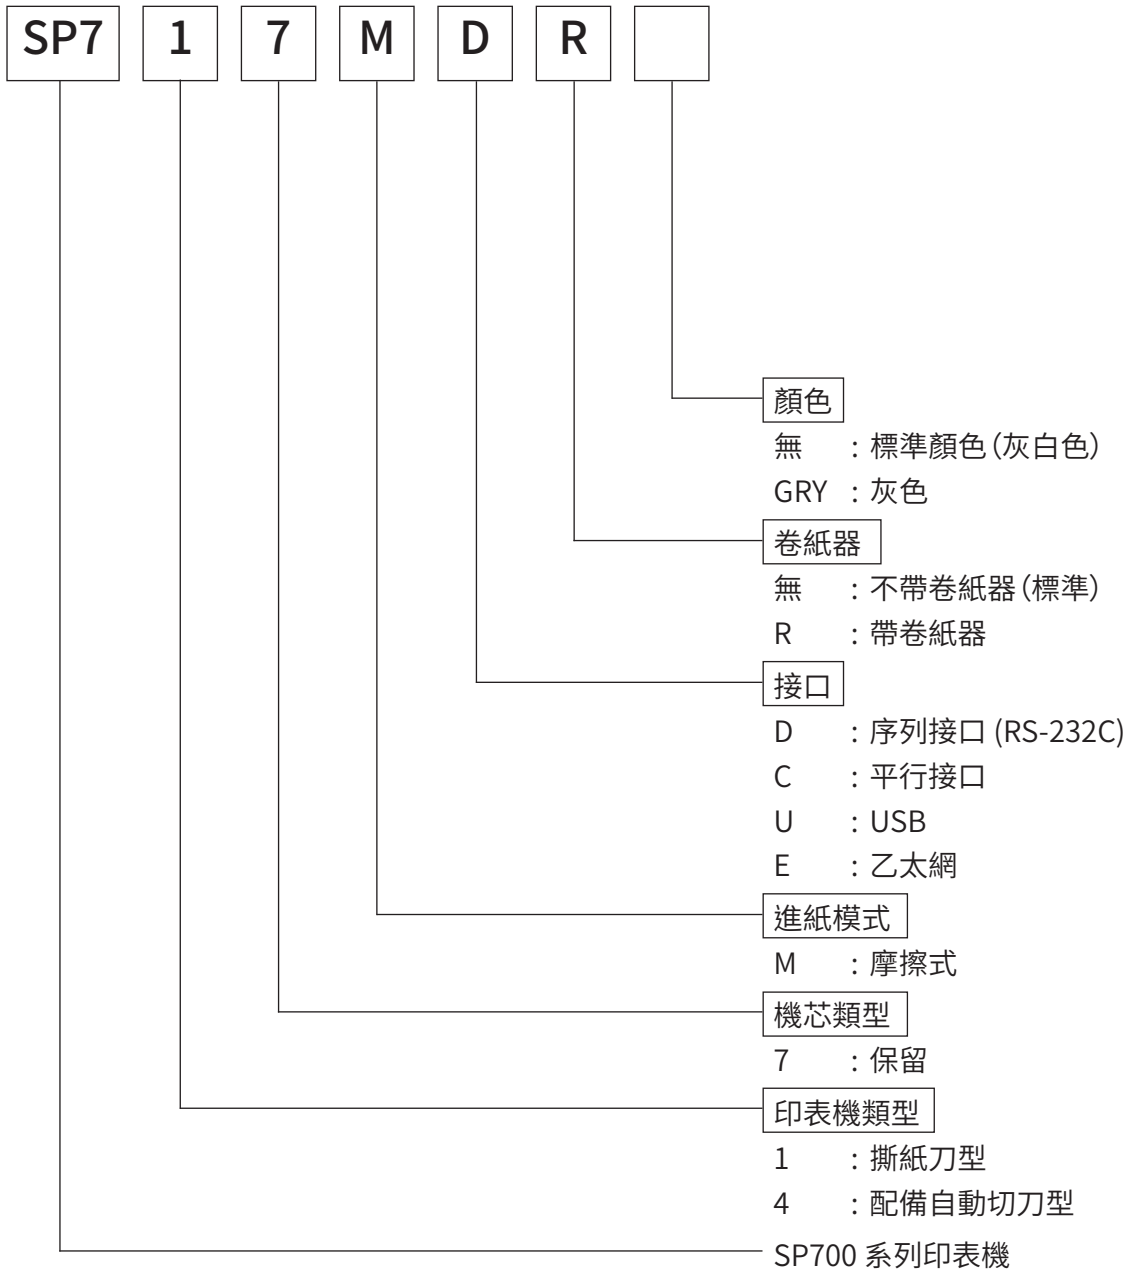 SP7 1 7 M D R
顏色
無 : 標準顏色(灰白色)
GRY : 灰色
卷紙器
無 : 不帶卷紙器(標準)
R : 帶卷紙器
接口
D : 序列接口 (RS-232C)
C : 平行接口
U : USB
E : 乙太網
進紙模式
M : 摩擦式
機芯類型
7 : 保留
印表機類型
1 : 撕紙刀型
4 : 配備自動切刀型
SP700 系列印表機